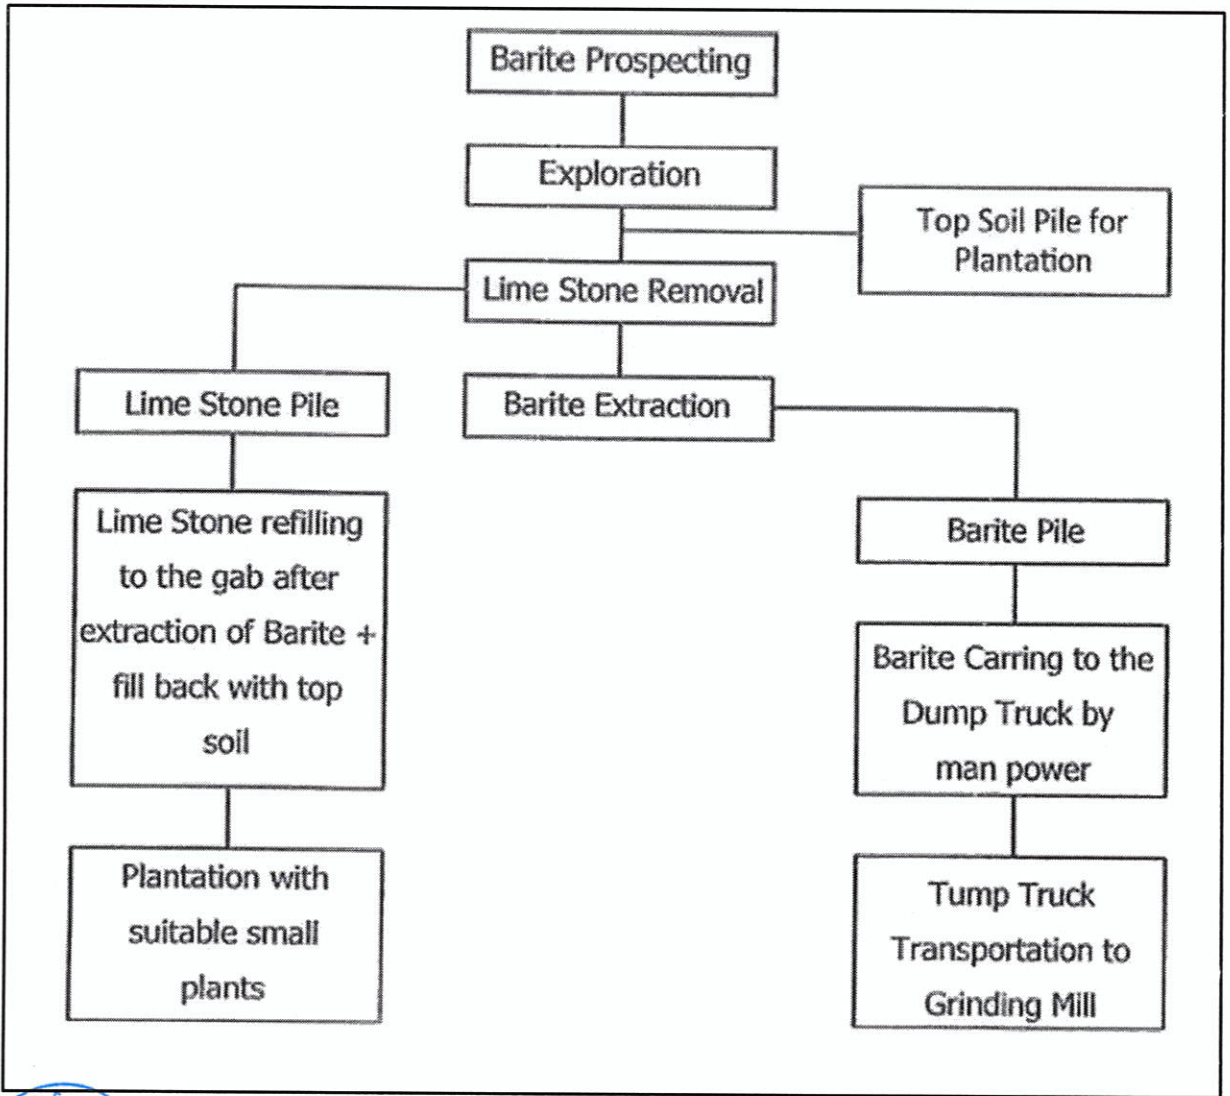 Barite Prospecting
Exploration
Top Soil Pile for
Plantation
Lime Stone Removal
Lime Stone Pile
Barite Extraction
Lime Stone refilling
to the gab after
extraction of Barite +
fill back with top
soil
Barite Pile
Barite Carring to the
Dump Truck by
man power
Plantation with
suitable small
plants
Tump Truck
Transportation to
Grinding Mill